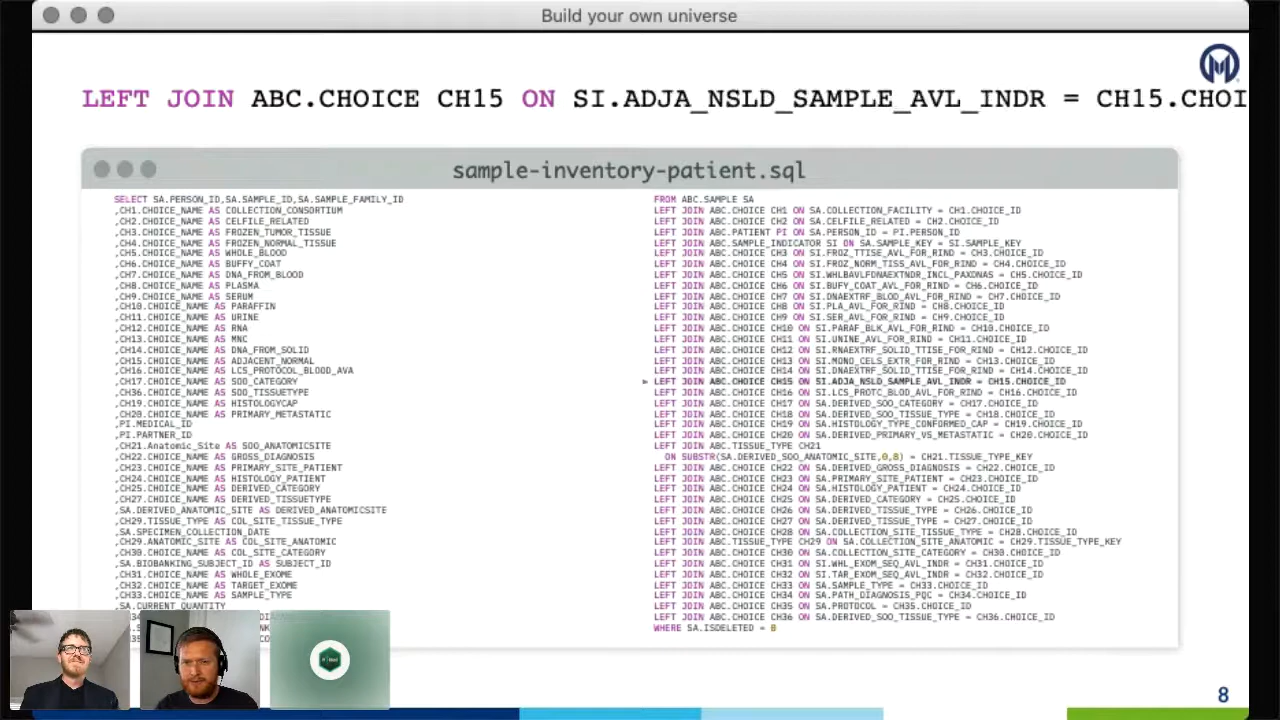 Build your own universe
LEFT JOIN ABC.CHOICE CH15 ON SI.ADJA_NSLD_SAMPLE_AVL_INDR = CH15.CHOI
sample-inventory-patient.sql
SELECT SA.PERSON_ID,SA.SAMPLE_ID,SA.SAMPLE_FAMILY_ID
,CH1.CHOICE_NAME AS COLLECTION_CONSORTIUM
,CH2.CHOICE_NAME AS CELFILE_RELATED
,CH3.CHOICE_NAME AS FROZEN_TUMOR_TISSUE
,CH4.CHOICE_NAME AS FROZEN_NORMAL_TISSUE
,CH5.CHOICE_NAME AS WHOLE_BLOOD
,CH6.CHOICE_NAME AS BUFFY_COAT
,CH7.CHOICE_NAME AS DNA_FROM_BLOOD
,CH8.CHOICE_NAME AS PLASMA
,CH9.CHOICE_NAME AS SERUM
,CH10.CHOICE_NAME AS PARAFFIN
,CH11.CHOICE_NAME AS URINE
,CH12.CHOICE_NAME AS RNA
,CH13.CHOICE_NAME AS MNC
,CH14.CHOICE_NAME AS DNA_FROM_SOLID
,CH15.CHOICE_NAME AS ADJACENT_NORMAL
,CH16.CHOICE_NAME AS LCS_PROTOCOL_BLOOD_AVA
,CH17.CHOICE_NAME AS SOO_CATEGORY
,CH36.CHOICE_NAME AS SOO_TISSUETYPE
,CH19.CHOICE_NAME AS HISTOLOGYCAP
,CH20.CHOICE_NAME AS PRIMARY_METASTATIC
,PI.MEDICAL_ID
,PI.PARTNER_ID
,CH21.Anatomic_Site AS SOO_ANATOMICSITE
,CH22.CHOICE_NAME AS GROSS_DIAGNOSIS
,CH23.CHOICE_NAME AS PRIMARY_SITE_PATIENT
,CH24.CHOICE_NAME AS HISTOLOGY_PATIENT
,CH25.CHOICE_NAME AS DERIVED_CATEGORY
,CH27.CHOICE_NAME AS DERIVED_TISSUETYPE
,SA.DERIVED_ANATOMIC_SITE AS DERIVED_ANATOMICSITE
,CH29.TISSUE_TYPE AS COL_SITE_TISSUE_TYPE
,SA.SPECIMEN_COLLECTION_DATE
,CH29.ANATOMIC_SITE AS COL_SITE_ANATOMIC
,CH30.CHOICE_NAME AS COL_SITE_CATEGORY
,SA.BIOBANKING_SUBJECT_ID AS SUBJECT_ID
,CH31.CHOICE_NAME AS WHOLE_EXOME
,CH32.CHOICE_NAME AS TARGET_EXOME
,CH33.CHOICE_NAME AS SAMPLE_TYPE
,SA.CURRENT_QUANTITY
FROM ABC.SAMPLE SA
LEFT JOIN ABC.CHOICE CH1 ON SA.COLLECTION_FACILITY = CH1.CHOICE_ID
LEFT JOIN ABC.CHOICE CH2 ON SA.CELFILE_RELATED = CH2.CHOICE_ID
LEFT JOIN ABC.PATIENT PI ON SA.PERSON_ID = PI.PERSON_ID
LEFT JOIN ABC.SAMPLE_INDICATOR SI ON SA.SAMPLE_KEY = SI.SAMPLE_KEY
LEFT JOIN ABC.CHOICE CH3 ON SI.FROZ_TTISE_AVL_FOR_RIND = CH3.CHOICE_ID
LEFT JOIN ABC.CHOICE CH4 ON SI.FROZ_NORM_TISS_AVL_FOR_RIND = CH4.CHOICE_ID
LEFT JOIN ABC.CHOICE CH5 ON SI.WHLBAVLFDNAEXTNDR_INCL_PAXDNAS = CH5.CHOICE_ID
LEFT JOIN ABC.CHOICE CH6 ON SI.BUFY_COAT_AVL_FOR_RIND = CH6.CHOICE_ID
LEFT JOIN ABC.CHOICE CH7 ON SI.DNAEXTRF_BLOD_AVL_FOR_RIND = CH7.CHOICE_ID
LEFT JOIN ABC.CHOICE CH8 ON SI.PLA_AVL_FOR_RIND = CH8.CHOICE_ID
LEFT JOIN ABC.CHOICE CH9 ON SI.SER_AVL_FOR_RIND = CH9.CHOICE_ID
LEFT JOIN ABC.CHOICE CH10 ON SI.PARAF_BLK_AVL_FOR_RIND = CH10.CHOICE_ID
LEFT JOIN ABC.CHOICE CH11 ON SI.UNINE_AVL_FOR_RIND = CH11.CHOICE_ID
LEFT JOIN ABC.CHOICE CH12 ON SI.RNAEXTRF_SOLID_TTISE_FOR_RIND = CH12.CHOICE_ID
LEFT JOIN ABC.CHOICE CH13 ON SI.MONO_CELS_EXTR_FOR_RIND = CH13.CHOICE_ID
LEFT JOIN ABC.CHOICE CH14 ON SI.DNAEXTRF_SOLID_TTISE_FOR_RIND = CH14.CHOICE_ID
LEFT JOIN ABC.CHOICE CH15 ON SI.ADJA_NSLD_SAMPLE_AVL_INDR = CH15.CHOICE_ID
LEFT JOIN ABC.CHOICE CH16 ON SI.LCS_PROTC_BLOD_AVL_FOR_RIND = CH16.CHOICE_ID
LEFT JOIN ABC.CHOICE CH17 ON SA.DERIVED_SOO_CATEGORY = CH17.CHOICE_ID
LEFT JOIN ABC.CHOICE CH18 ON SA.DERIVED_SOO_TISSUE_TYPE = CH18.CHOICE_ID
LEFT JOIN ABC.CHOICE CH19 ON SA.HISTOLOGY_TYPE_CONFORMED_CAP = CH19.CHOICE_ID
LEFT JOIN ABC.CHOICE CH20 ON SA.DERIVED_PRIMARY_VS_METASTATIC = CH20.CHOICE_ID
LEFT JOIN ABC.TISSUE_TYPE CH21
ON SUBSTR(SA.DERIVED_SOO_ANATOMIC_SITE,0,8) = CH21.TISSUE_TYPE_KEY
LEFT JOIN ABC.CHOICE CH22 ON SA.DERIVED_GROSS_DIAGNOSIS = CH22.CHOICE_ID
LEFT JOIN ABC.CHOICE CH23 ON SA.PRIMARY_SITE_PATIENT = CH23.CHOICE_ID
LEFT JOIN ABC.CHOICE CH24 ON SA.HISTOLOGY_PATIENT = CH24.CHOICE_ID
LEFT JOIN ABC.CHOICE CH25 ON SA.DERIVED_CATEGORY = CH25.CHOICE_ID
LEFT JOIN ABC.CHOICE CH26 ON SA.DERIVED_TISSUE_TYPE = CH26.CHOICE_ID
LEFT JOIN ABC.CHOICE CH27 ON SA.DERIVED_TISSUE_TYPE = CH27.CHOICE_ID
LEFT JOIN ABC.CHOICE CH28 ON SA.COLLECTION_SITE_TISSUE_TYPE = CH28.CHOICE_ID
LEFT JOIN ABC.TISSUE_TYPE CH29 ON SA.COLLECTION_SITE_ANATOMIC = CH29.TISSUE_TYPE_KEY
LEFT JOIN ABC.CHOICE CH30 ON SA.COLLECTION_SITE_CATEGORY = CH30.CHOICE_ID
LEFT JOIN ABC.CHOICE CH31 ON SI.WHL_EXOM_SEQ_AVL_INDR = CH31.CHOICE_ID
LEFT JOIN ABC.CHOICE CH32 ON SI.TAR_EXOM_SEQ_AVL_INDR = CH32.CHOICE_ID
LEFT JOIN ABC.CHOICE CH33 ON SA.SAMPLE_TYPE = CH33.CHOICE_ID
LEFT JOIN ABC.CHOICE CH34 ON SA.PATH_DIAGNOSIS_PQC = CH34.CHOICE_ID
LEFT JOIN ABC.CHOICE CH35 ON SA.PROTOCOL = CH35.CHOICE_ID
LEFT JOIN ABC.CHOICE CH36 ON SA.DERIVED_SOO_TISSUE_TYPE = CH36.CHOICE_ID
WHERE SA.ISDELETED = 0
8